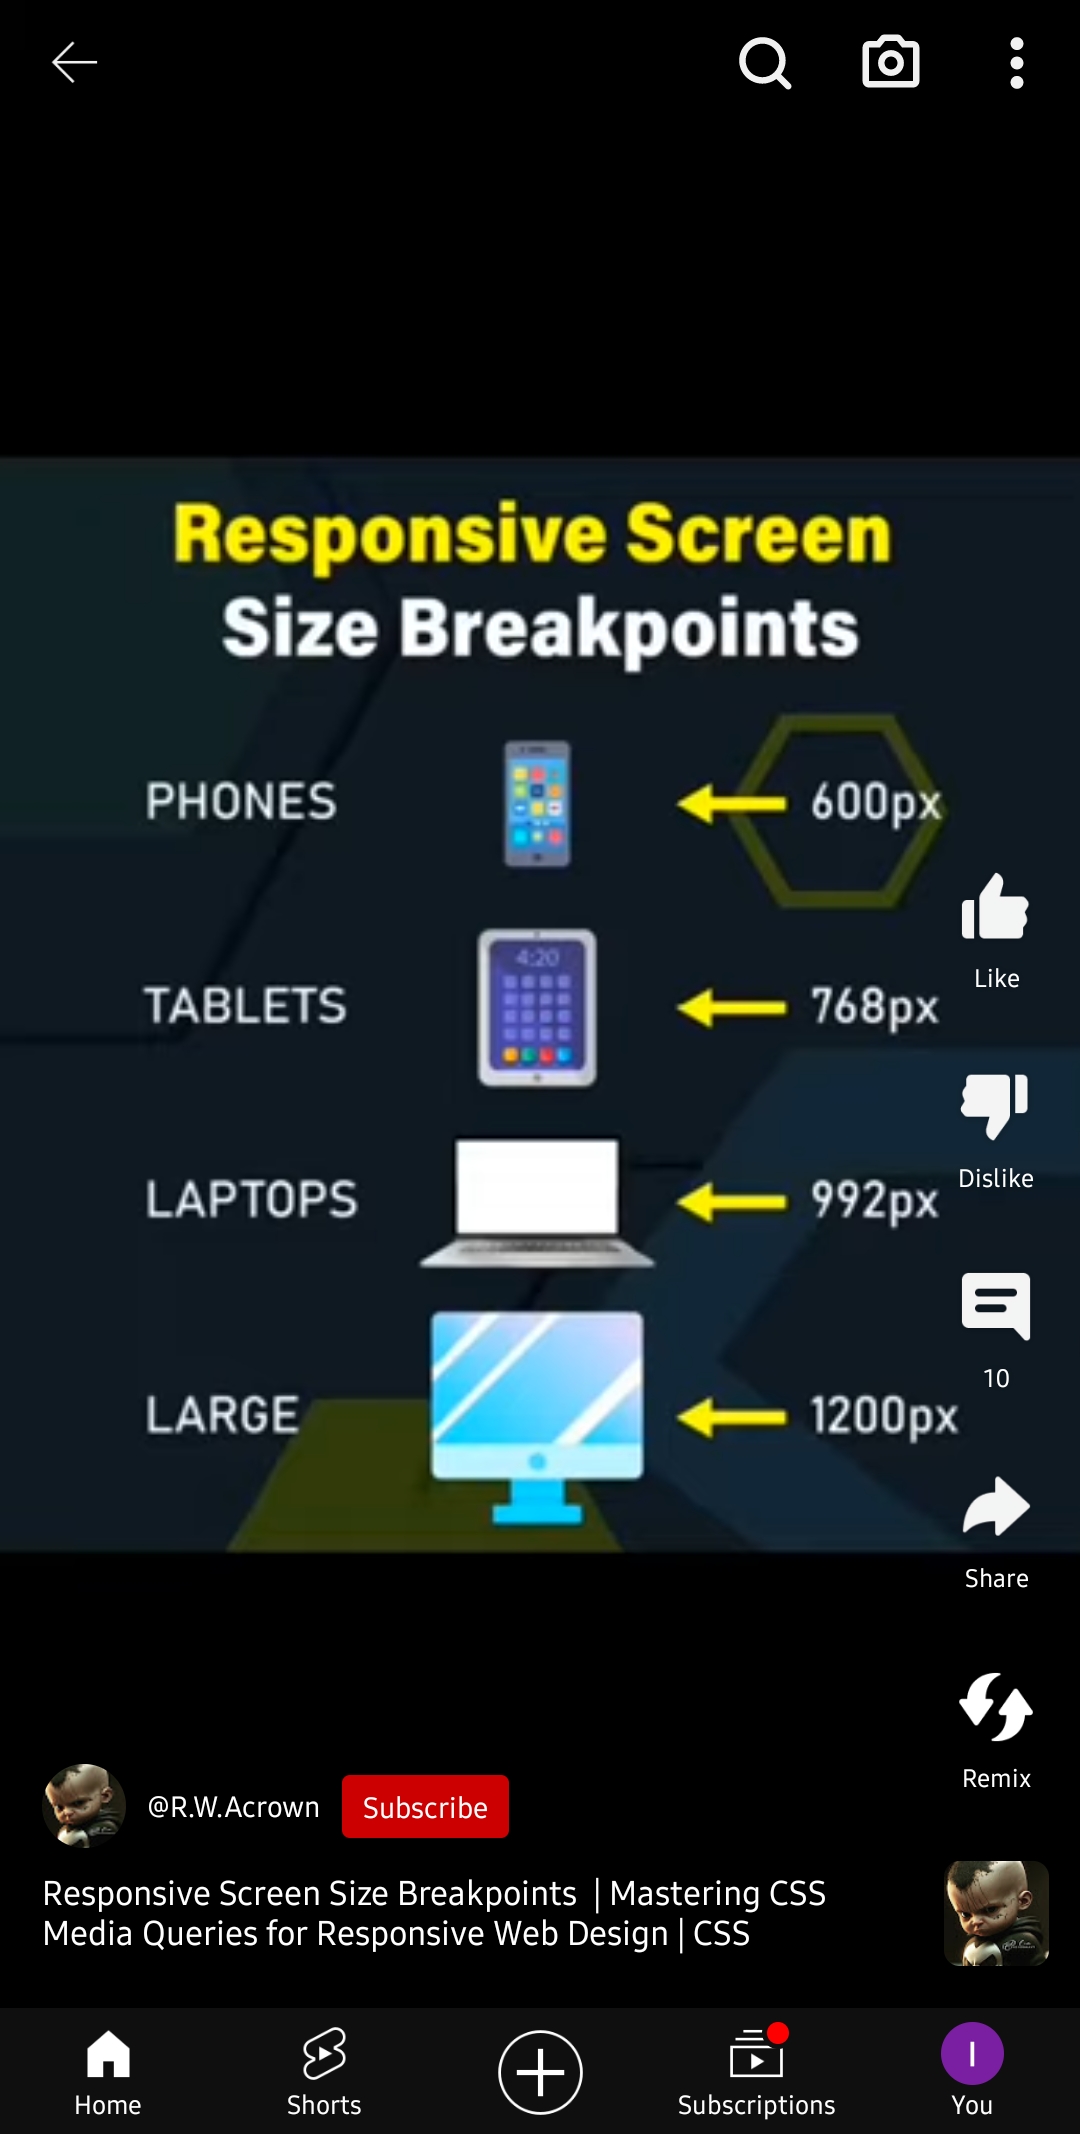 Responsive Screen
Size Breakpoints
PHONES
600px
TABLETS
4:20
768px
LAPTOPS
992px
LARGE
1200px
Like
Dislike
10
Share
Remix
@R.W.Acrown
Subscribe
Responsive Screen Size Breakpoints | Mastering CSS
Media Queries for Responsive Web Design | CSS
Home
Shorts
Subscriptions
I
You